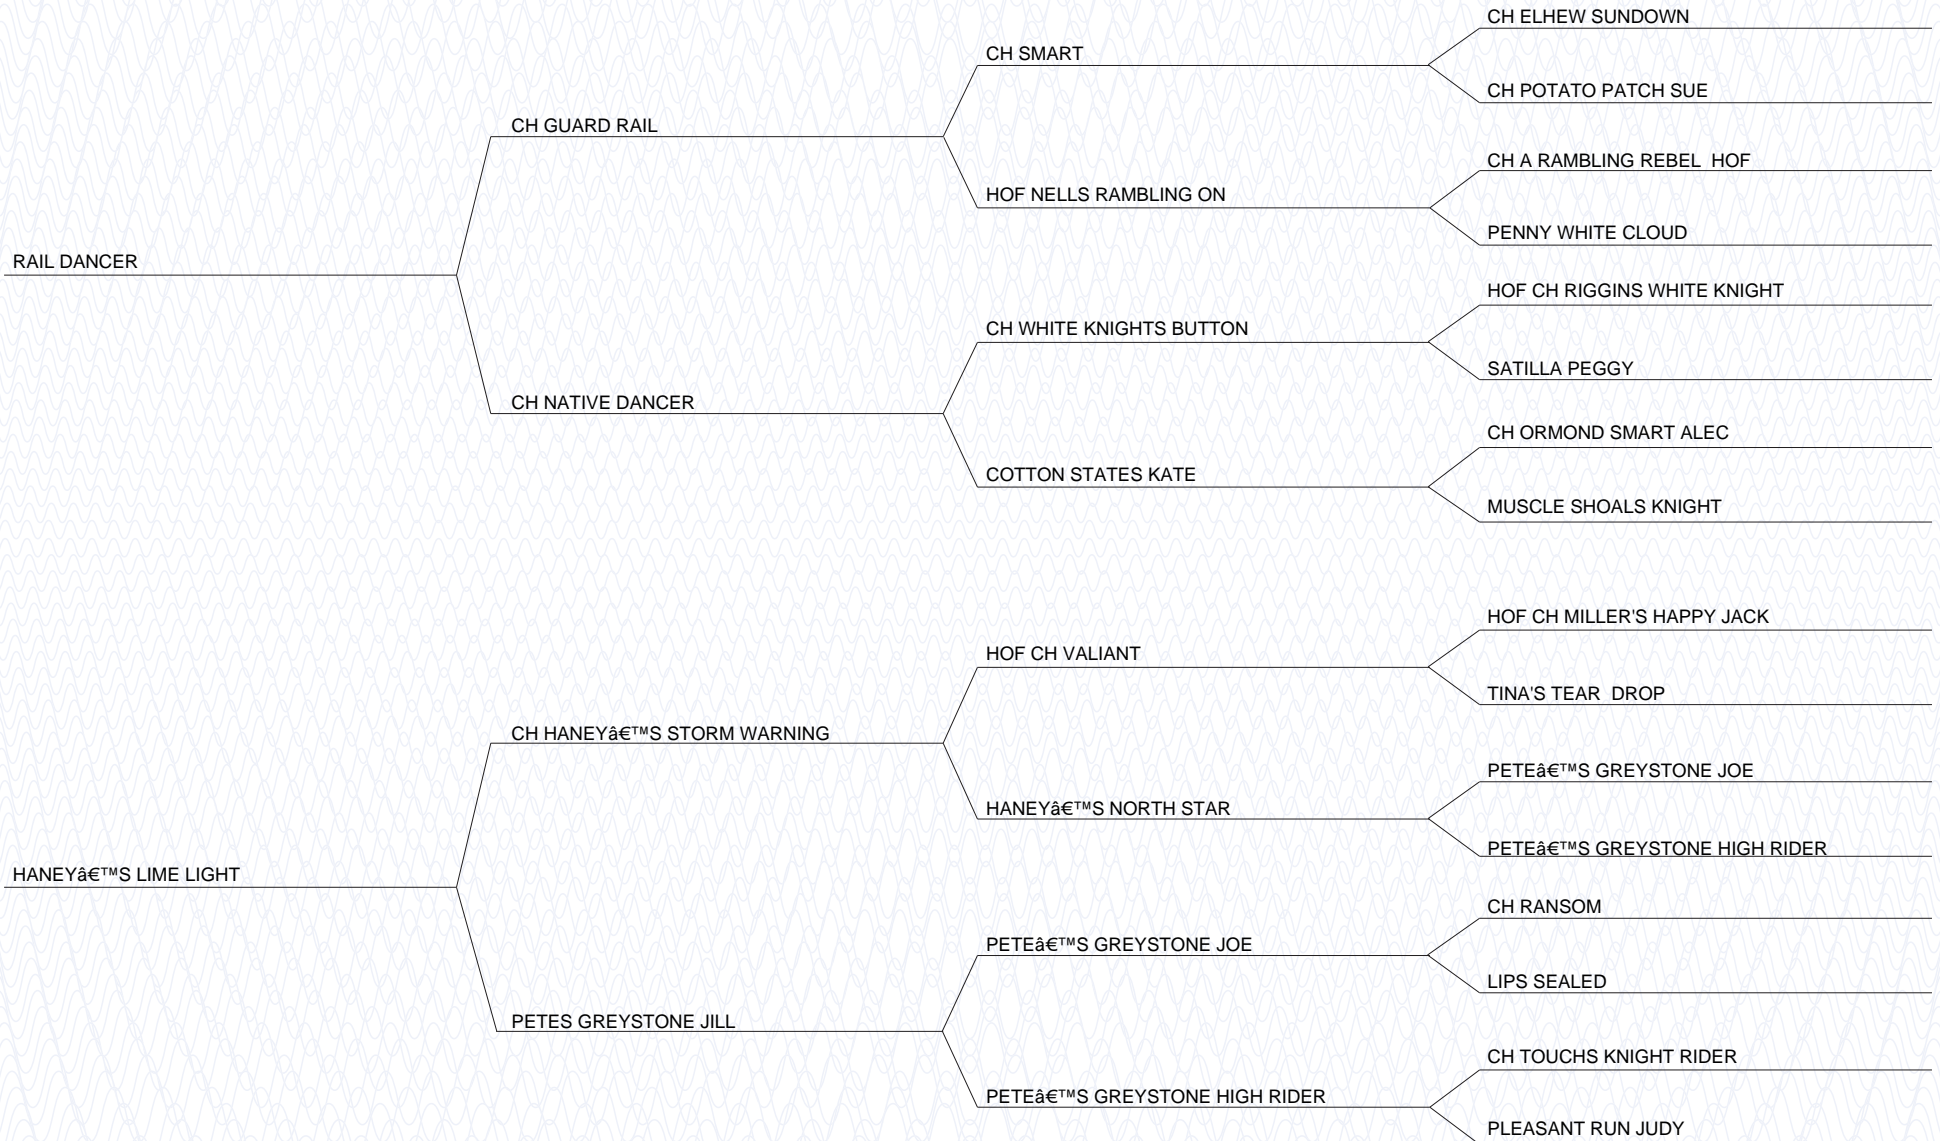 CH ELHEW SUNDOWN
CH SMART
CH POTATO PATCH SUE
CH GUARD RAIL
CH A RAMBLING REBEL  HOF
HOF NELLS RAMBLING ON
PENNY WHITE CLOUD
RAIL DANCER
HOF CH RIGGINS WHITE KNIGHT
CH WHITE KNIGHTS BUTTON
SATILLA PEGGY
CH NATIVE DANCER
CH ORMOND SMART ALEC
COTTON STATES KATE
MUSCLE SHOALS KNIGHT
HOF CH MILLER'S HAPPY JACK
HOF CH VALIANT
TINA'S TEAR  DROP
CH HANEYâ€™S STORM WARNING
PETEâ€™S GREYSTONE JOE
HANEYâ€™S NORTH STAR
PETEâ€™S GREYSTONE HIGH RIDER
HANEYâ€™S LIME LIGHT
CH RANSOM
PETEâ€™S GREYSTONE JOE
LIPS SEALED
PETES GREYSTONE JILL
CH TOUCHS KNIGHT RIDER
PETEâ€™S GREYSTONE HIGH RIDER
PLEASANT RUN JUDY